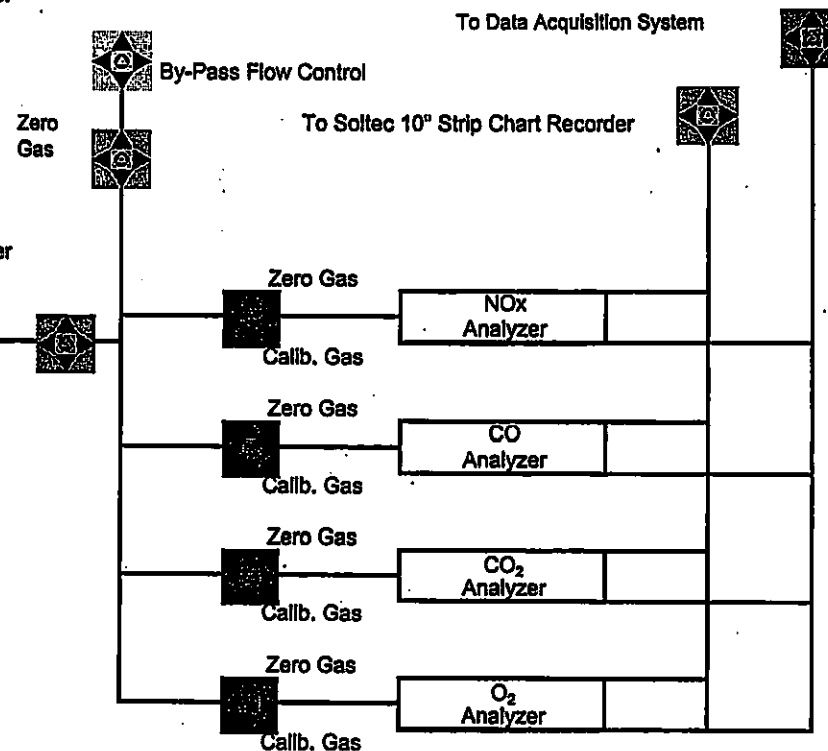 To Data Acquisition System
By-Pass Flow Control
Zero
Gas
To Soltec 10" Strip Chart Recorder
er
Zero Gas
NOx
Analyzer
Calib. Gas
Zero Gas
CO
Analyzer
Calib. Gas
Zero Gas
CO₂
Analyzer
Calib. Gas
Zero Gas
O₂
Analyzer
Calib. Gas